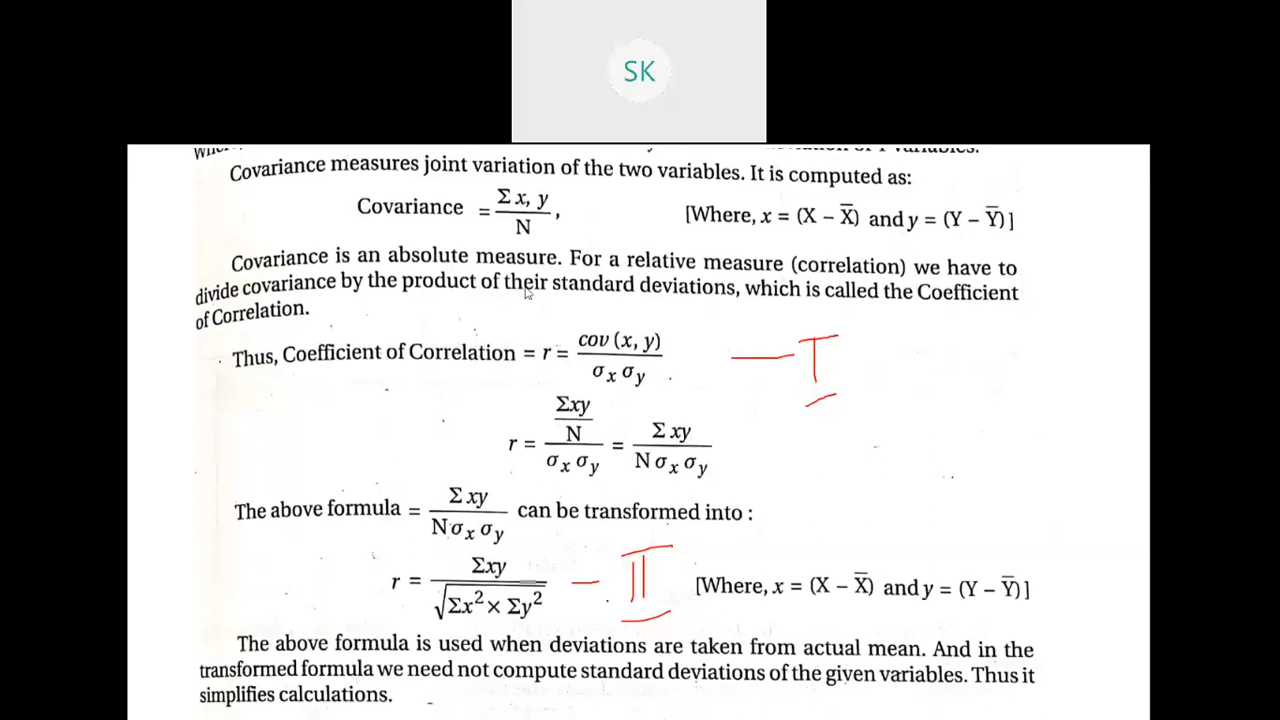 SK
Covariance measures joint variation of the two variables. It is computed as:
Covariance = Σ x, y / N , [Where, x = (X – X̅) and y = (Y – Y̅)]
Covariance is an absolute measure. For a relative measure (correlation) we have to
divide covariance by the product of their standard deviations, which is called the Coefficient
of Correlation.
Thus, Coefficient of Correlation = r = cov (x, y) / σx σy — I
r = (Σxy / N) / σx σy = Σ xy / N σx σy
The above formula = Σ xy / Nσx σy can be transformed into :
r = Σxy / √Σx² × Σy² – II [Where, x = (X – X̅) and y = (Y – Y̅)]
The above formula is used when deviations are taken from actual mean. And in the
transformed formula we need not compute standard deviations of the given variables. Thus it
simplifies calculations.